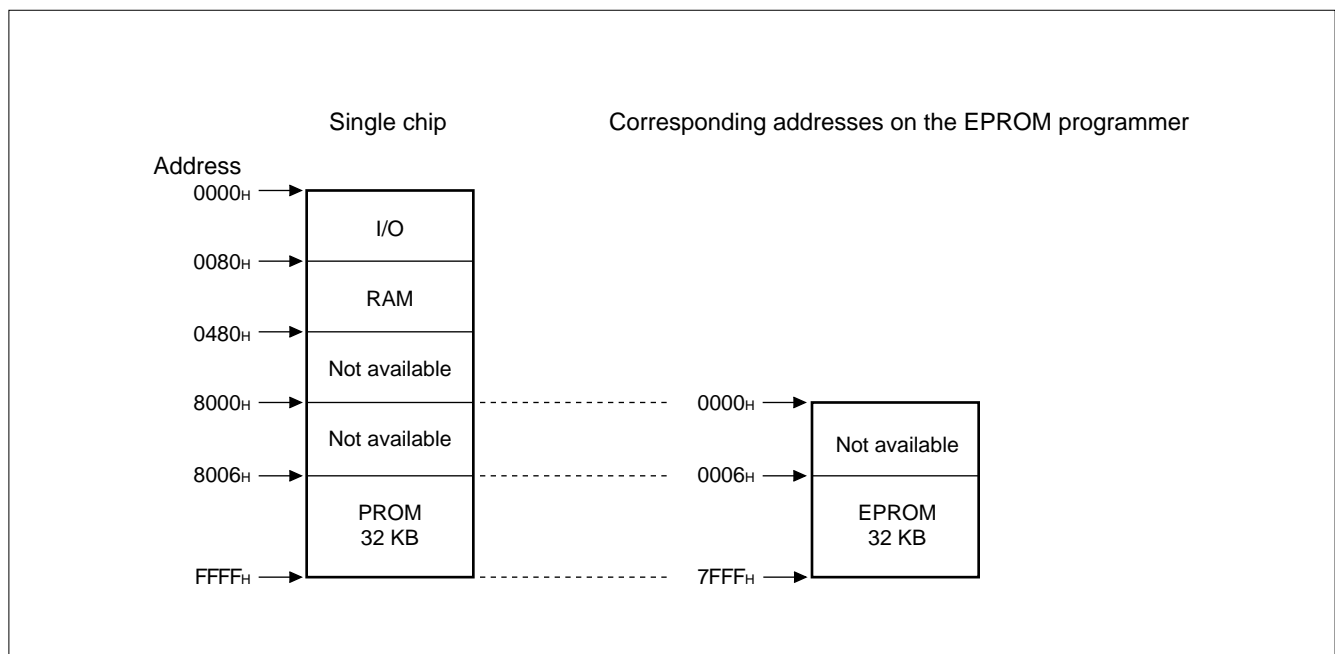 Single chip
Corresponding addresses on the EPROM programmer
Address
0000H
I/O
0080H
RAM
0480H
Not available
8000H
0000H
Not available
Not available
8006H
0006H
PROM
32 KB
EPROM
32 KB
FFFFH
7FFFH